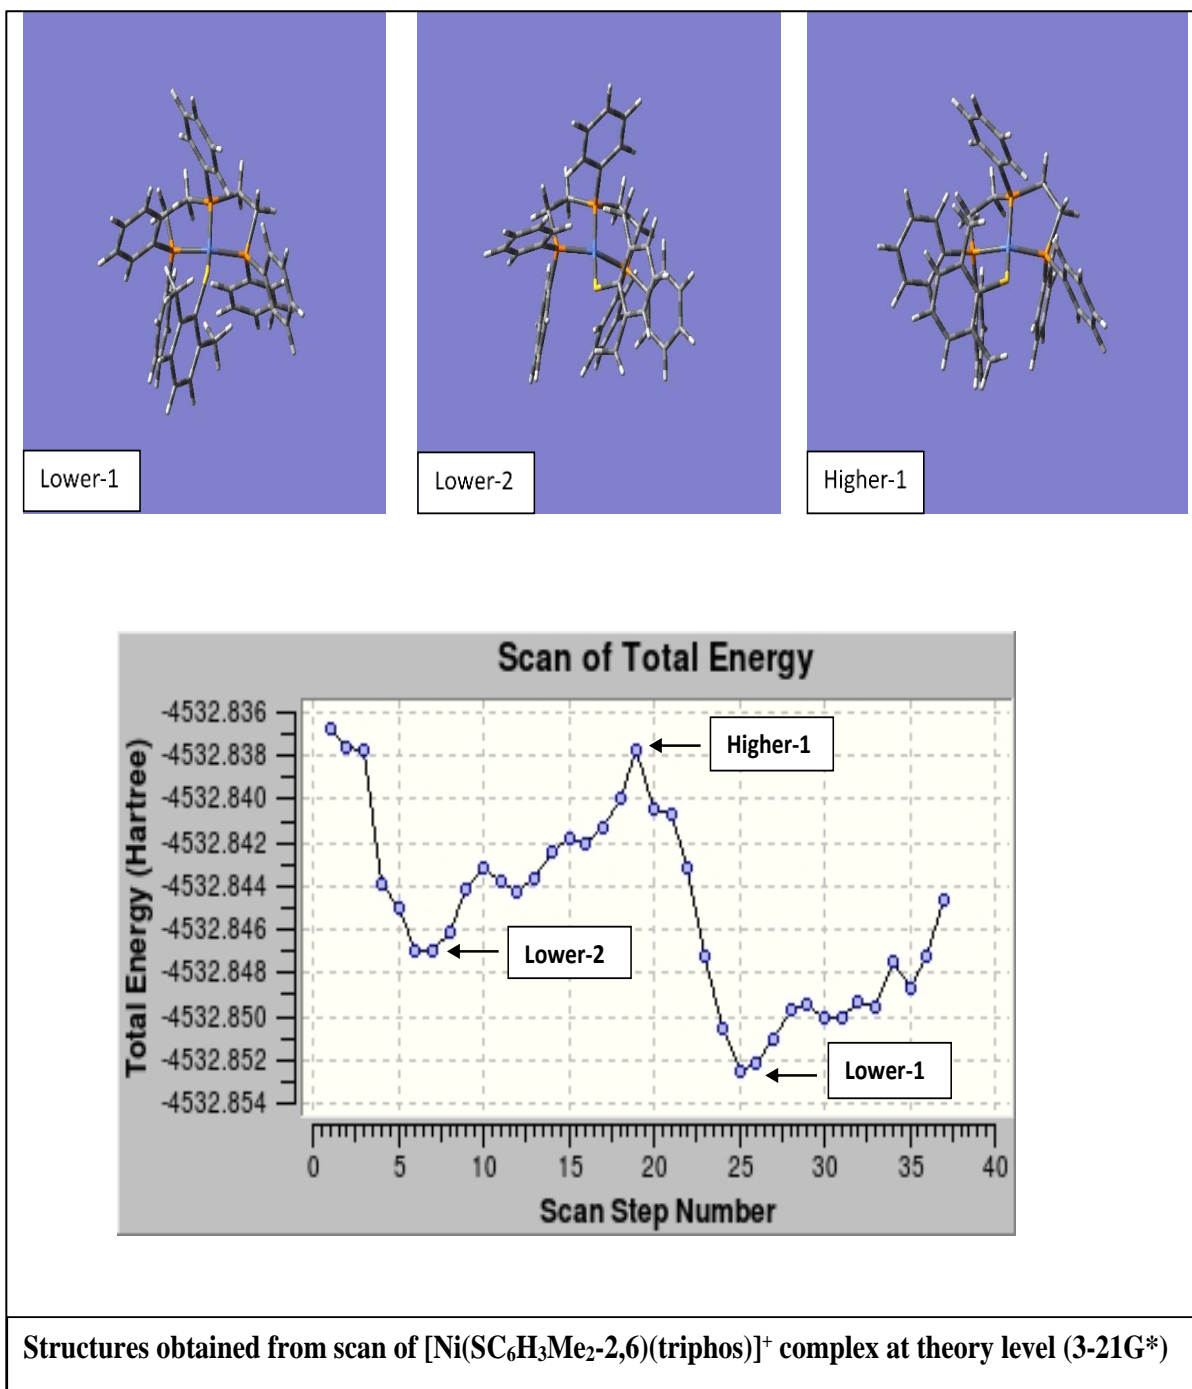 Lower-1
Lower-2
Higher-1
Scan of Total Energy
Total Energy (Hartree)
-4532.836
-4532.838
-4532.840
-4532.842
-4532.844
-4532.846
-4532.848
-4532.850
-4532.852
-4532.854
Higher-1
Lower-2
Lower-1
0 5 10 15 20 25 30 35 40
Scan Step Number
Structures obtained from scan of [Ni(SC₆H₃Me₂-2,6)(triphos)]⁺ complex at theory level (3-21G*)